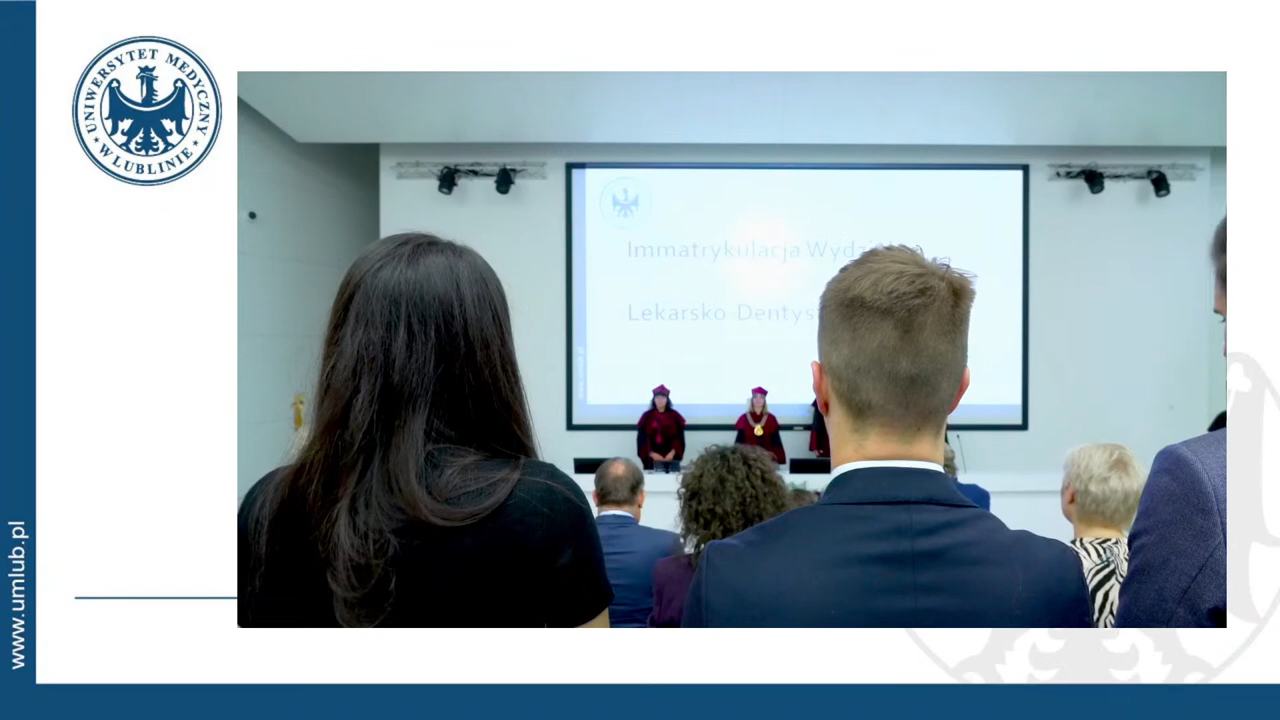 UNIWERSYTET MEDYCZNY
W LUBLINIE
Immatrykulacja
Lekarsko-
www.umlub.pl